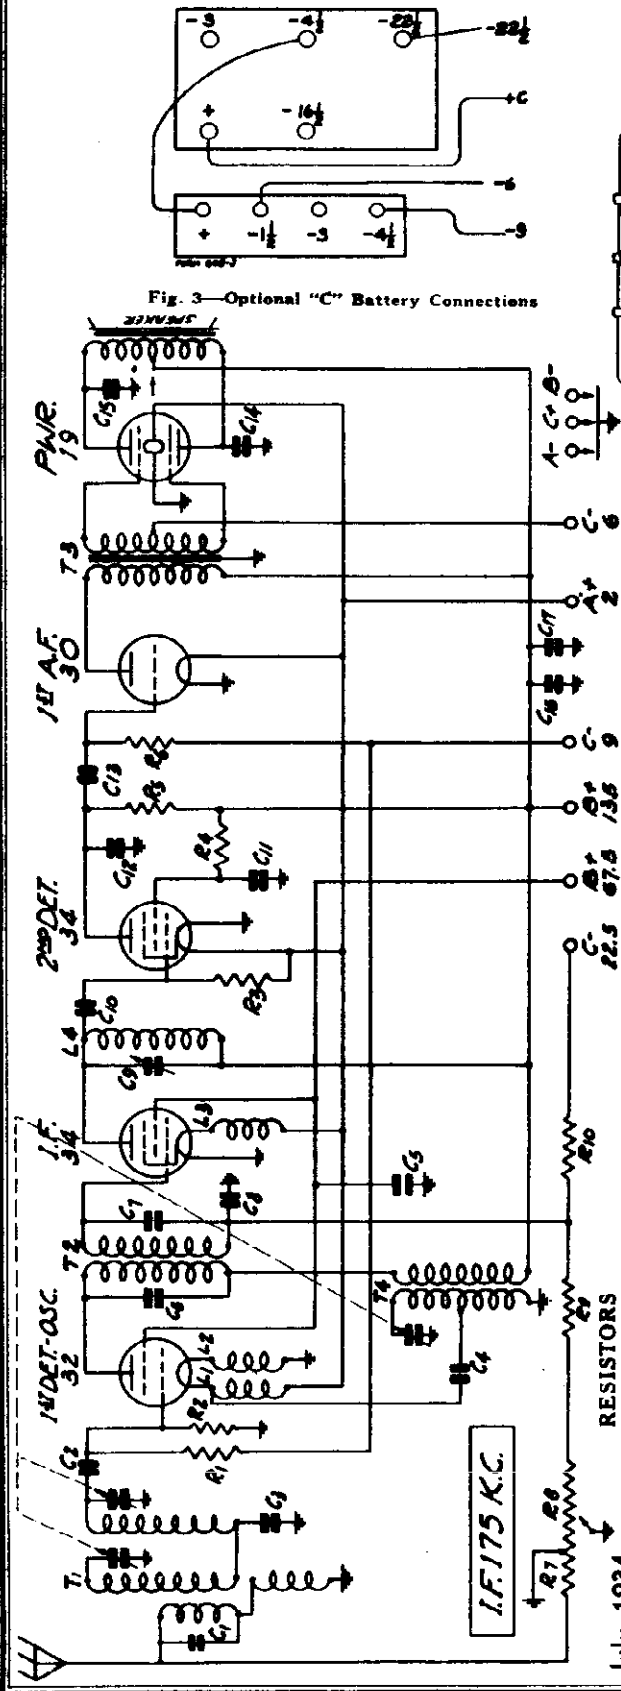 -3
-4½
-22½
-22½
+C
+
-16½
-6
+
-1½
-3
-4½
-9
Fig. 3—Optional "C" Battery Connections
SPEAKER
C15
PWR.
19
C14
T3
1ST A.F.
30
C13
R6
R5
C12
R4
C11
2ND DET.
34
C10
R3
L4
C9
I.F.
34
L3
C7
C8
T2
C6
C5
1ST DET.-OSC.
32
L2
L1
R2
R1
C2
C3
T1
C1
T4
C4
A-
C+
B-
C-
6
A+
2
C17
C16
C-
9
B+
135
B+
67.5
C-
22.5
R10
R9
R8
R7
I.F. 175 K.C.
RESISTORS
1934